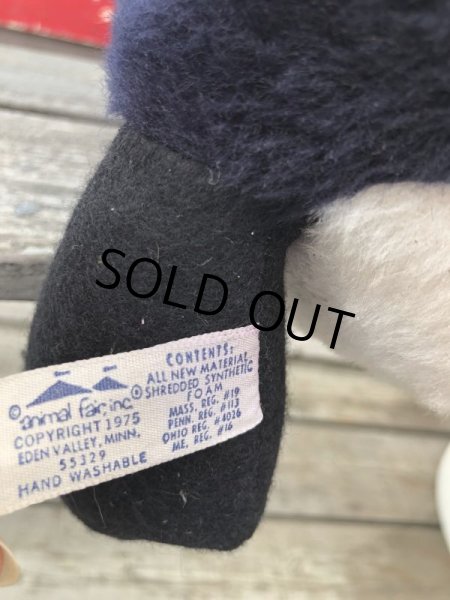 SOLD OUT
© animal fair, inc.
COPYRIGHT 1975
EDEN VALLEY, MINN.
55329
HAND WASHABLE
CONTENTS:
ALL NEW MATERIAL
SHREDDED SYNTHETIC
FOAM
MASS. REG. #19
PENN. REG. #113
OHIO REG. #4026
ME. REG. #16